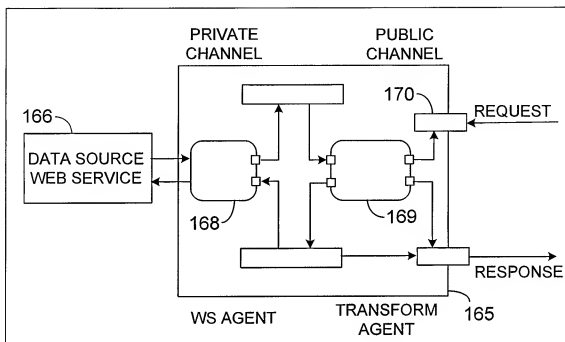 PRIVATE
CHANNEL
PUBLIC
CHANNEL
170
REQUEST
166
DATA SOURCE
WEB SERVICE
168
169
RESPONSE
WS AGENT
TRANSFORM
AGENT
165